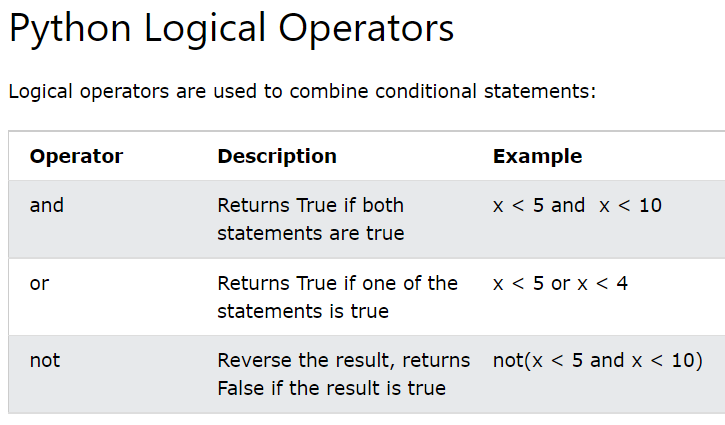 Python Logical Operators
Logical operators are used to combine conditional statements:
Operator Description Example
and Returns True if both x < 5 and  x < 10
statements are true
or Returns True if one of the x < 5 or x < 4
statements is true
not Reverse the result, returns not(x < 5 and x < 10)
False if the result is true